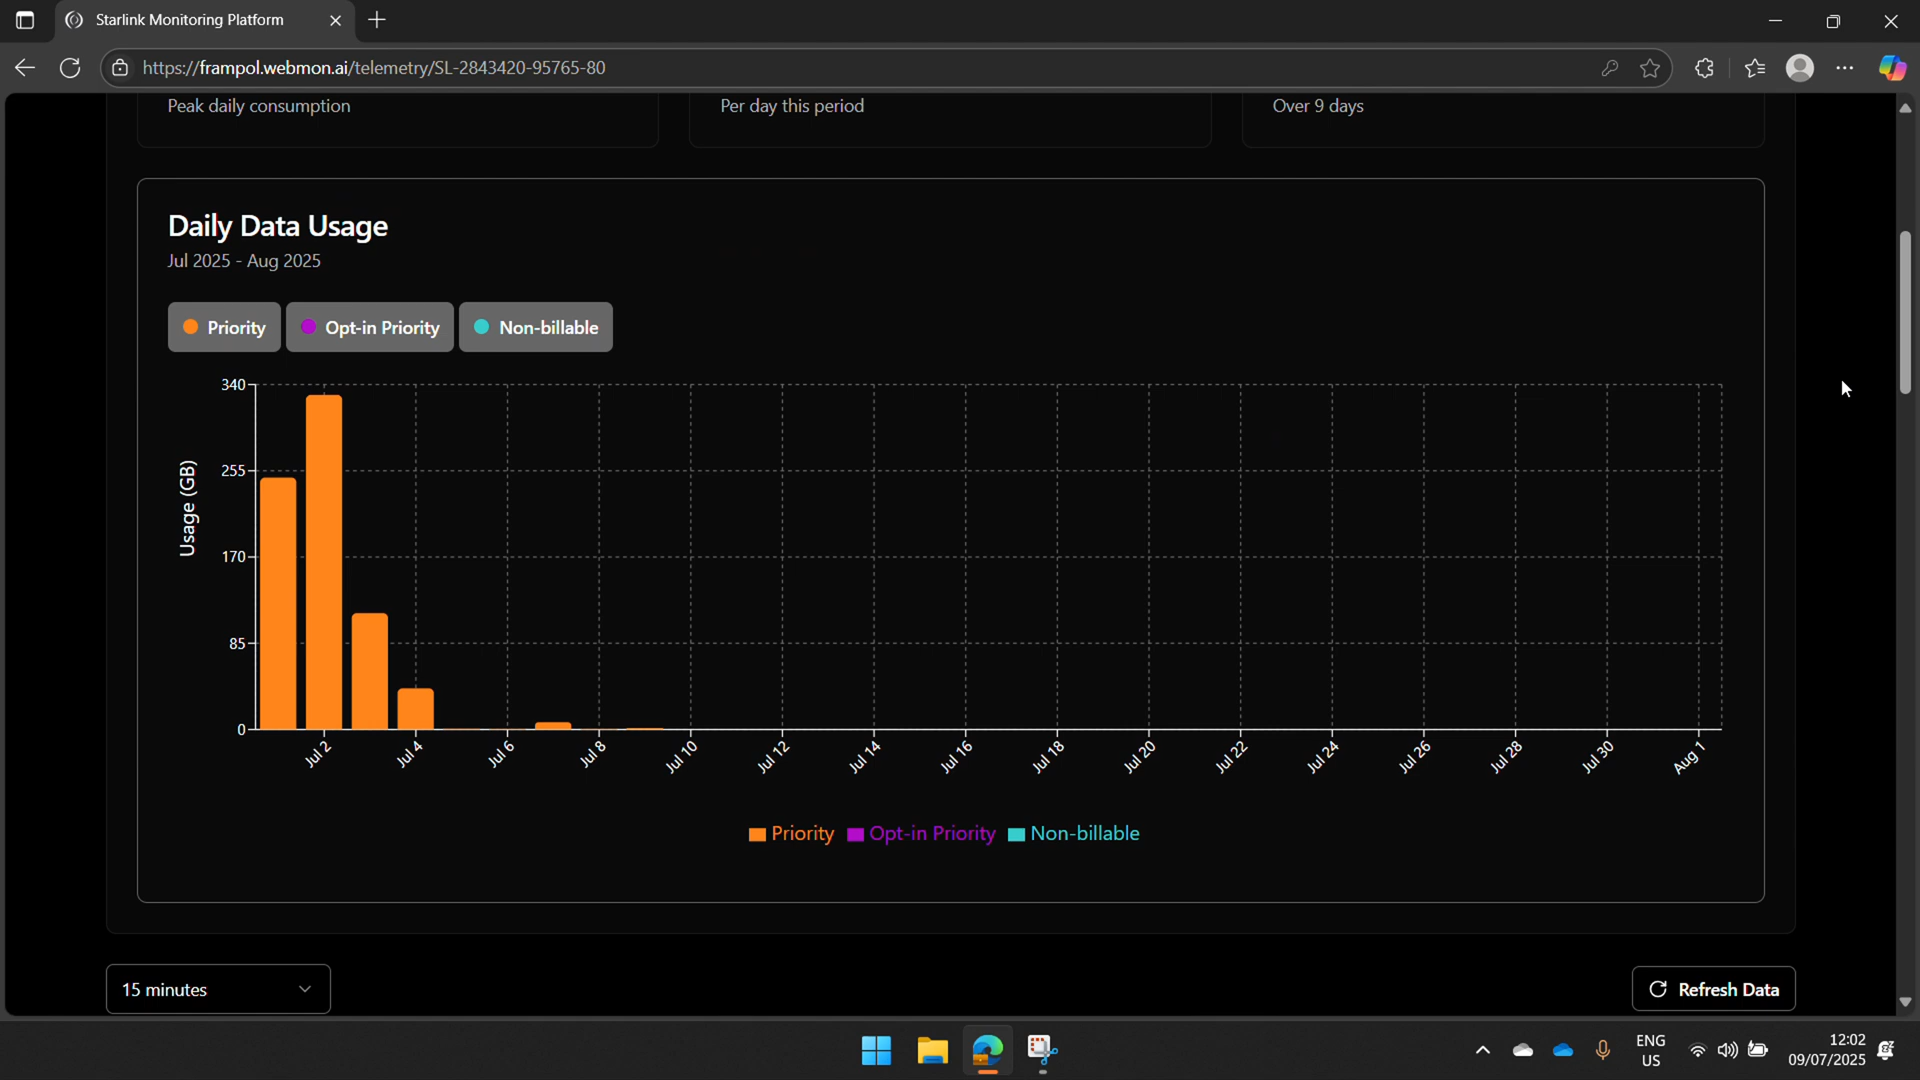 Starlink Monitoring Platform
https://frampol.webmon.ai/telemetry/SL-2843420-95765-80
Peak daily consumption
Per day this period
Over 9 days
Daily Data Usage
Jul 2025 - Aug 2025
Priority
Opt-in Priority
Non-billable
Usage (GB)
340
255
170
85
0
Jul 2
Jul 4
Jul 6
Jul 8
Jul 10
Jul 12
Jul 14
Jul 16
Jul 18
Jul 20
Jul 22
Jul 24
Jul 26
Jul 28
Jul 30
Aug 1
Priority
Opt-in Priority
Non-billable
15 minutes
Refresh Data
ENG
US
12:02
09/07/2025